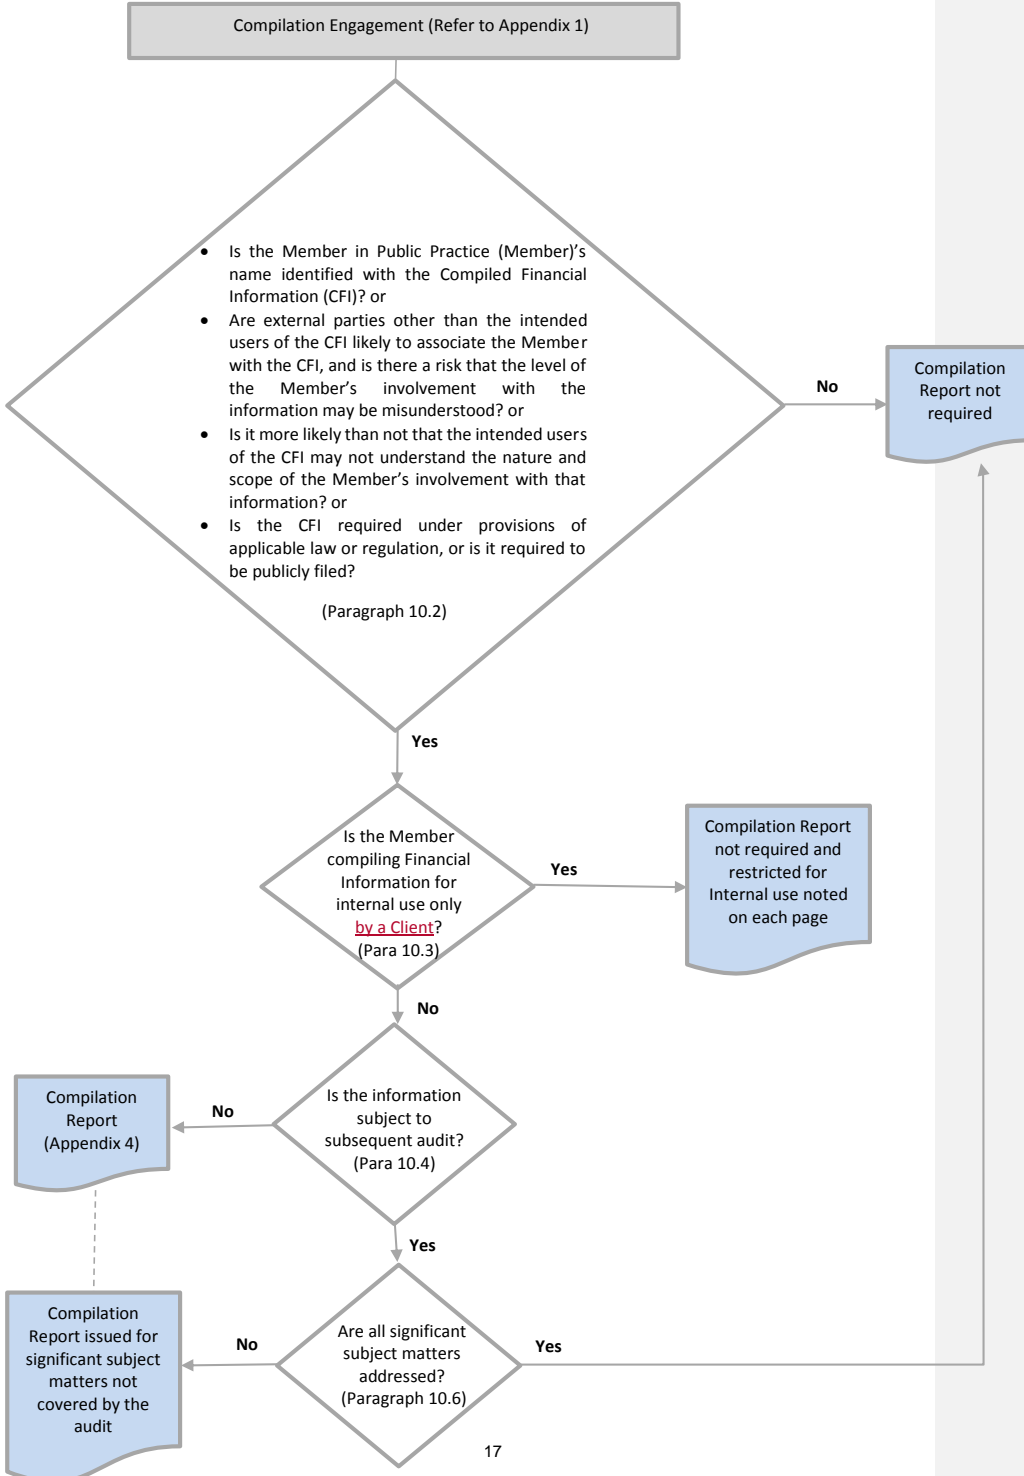 Compilation Engagement (Refer to Appendix 1)
• Is the Member in Public Practice (Member)'s
name identified with the Compiled Financial
Information (CFI)? or
• Are external parties other than the intended
users of the CFI likely to associate the Member
with the CFI, and is there a risk that the level of
the Member's involvement with the
information may be misunderstood? or
• Is it more likely than not that the intended users
of the CFI may not understand the nature and
scope of the Member's involvement with that
information? or
• Is the CFI required under provisions of
applicable law or regulation, or is it required to
be publicly filed?
(Paragraph 10.2)
No
Compilation
Report not
required
Yes
Is the Member
compiling Financial
Information for
internal use only
by a Client?
(Para 10.3)
Yes
Compilation Report
not required and
restricted for
Internal use noted
on each page
No
Is the information
subject to
subsequent audit?
(Para 10.4)
No
Compilation
Report
(Appendix 4)
Yes
Are all significant
subject matters
addressed?
(Paragraph 10.6)
Yes
No
Compilation
Report issued for
significant subject
matters not
covered by the
audit
17